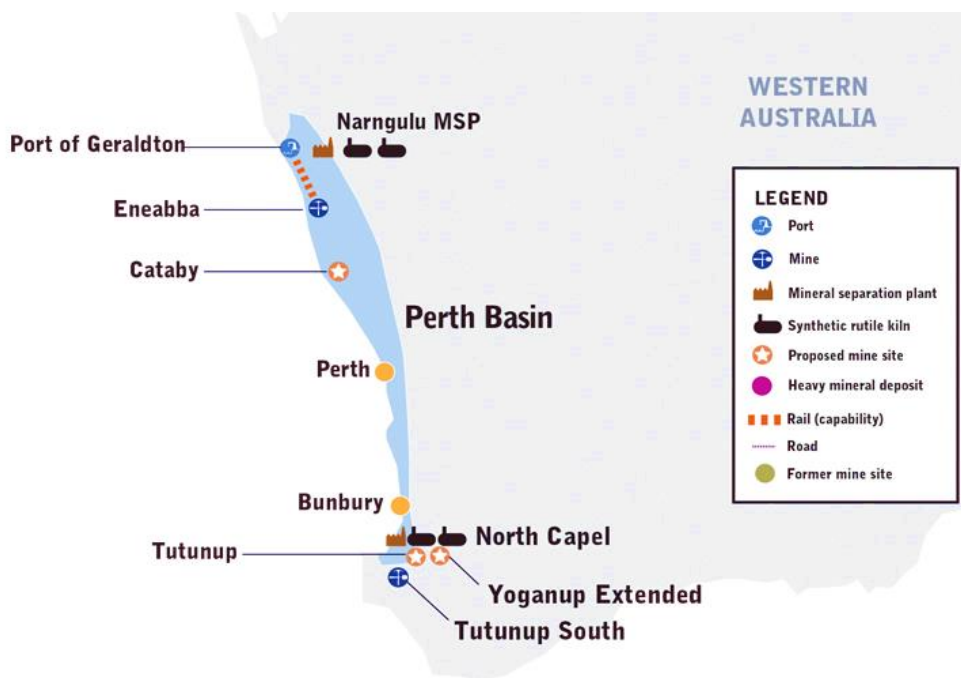 WESTERN
AUSTRALIA
Narngulu MSP
Port of Geraldton
Eneabba
Cataby
Perth Basin
Perth
Bunbury
North Capel
Tutunup
Yoganup Extended
Tutunup South
LEGEND
Port
Mine
Mineral separation plant
Synthetic rutile kiln
Proposed mine site
Heavy mineral deposit
Rail (capability)
Road
Former mine site